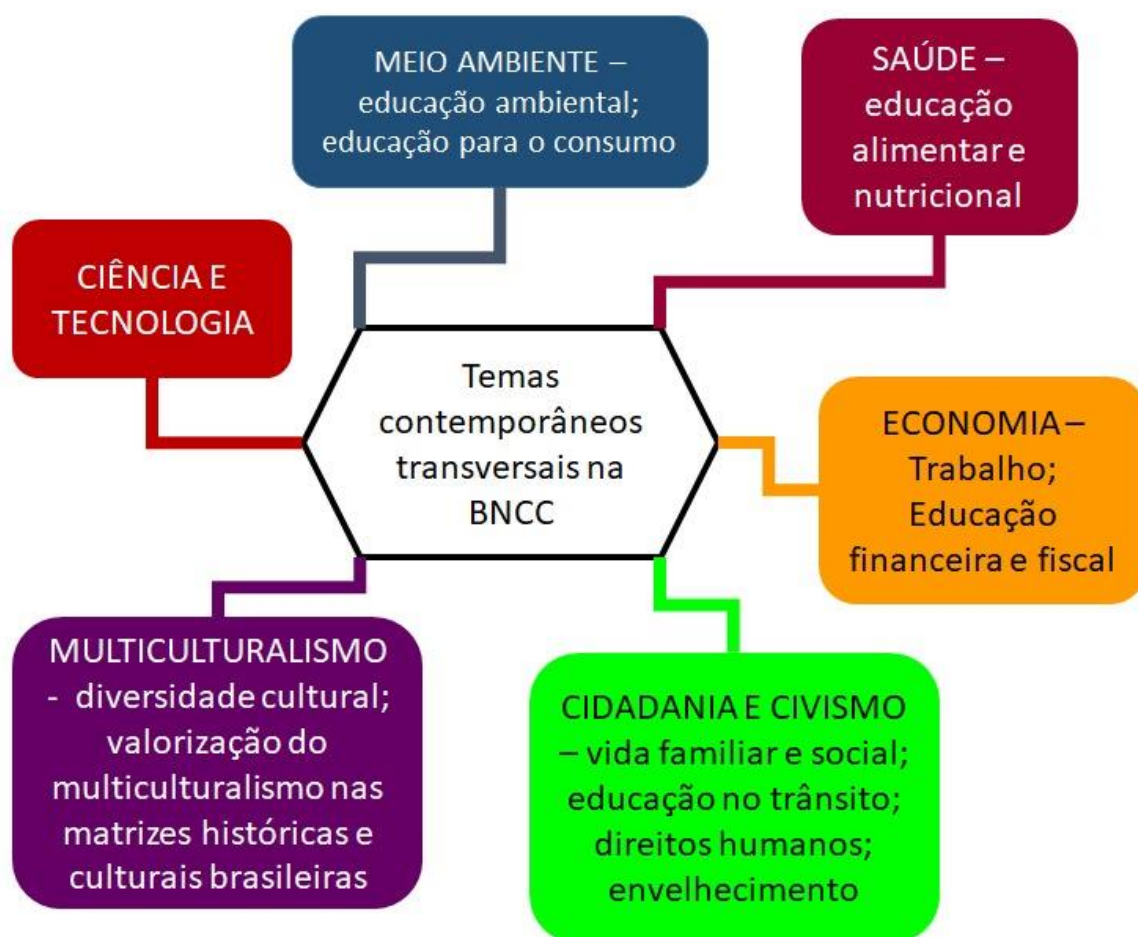 MEIO AMBIENTE –
educação ambiental;
educação para o consumo
SAÚDE –
educação
alimentar e
nutricional
CIÊNCIA E
TECNOLOGIA
Temas
contemporâneos
transversais na
BNCC
ECONOMIA –
Trabalho;
Educação
financeira e fiscal
MULTICULTURALISMO
- diversidade cultural;
valorização do
multiculturalismo nas
matrizes históricas e
culturais brasileiras
CIDADANIA E CIVISMO
– vida familiar e social;
educação no trânsito;
direitos humanos;
envelhecimento